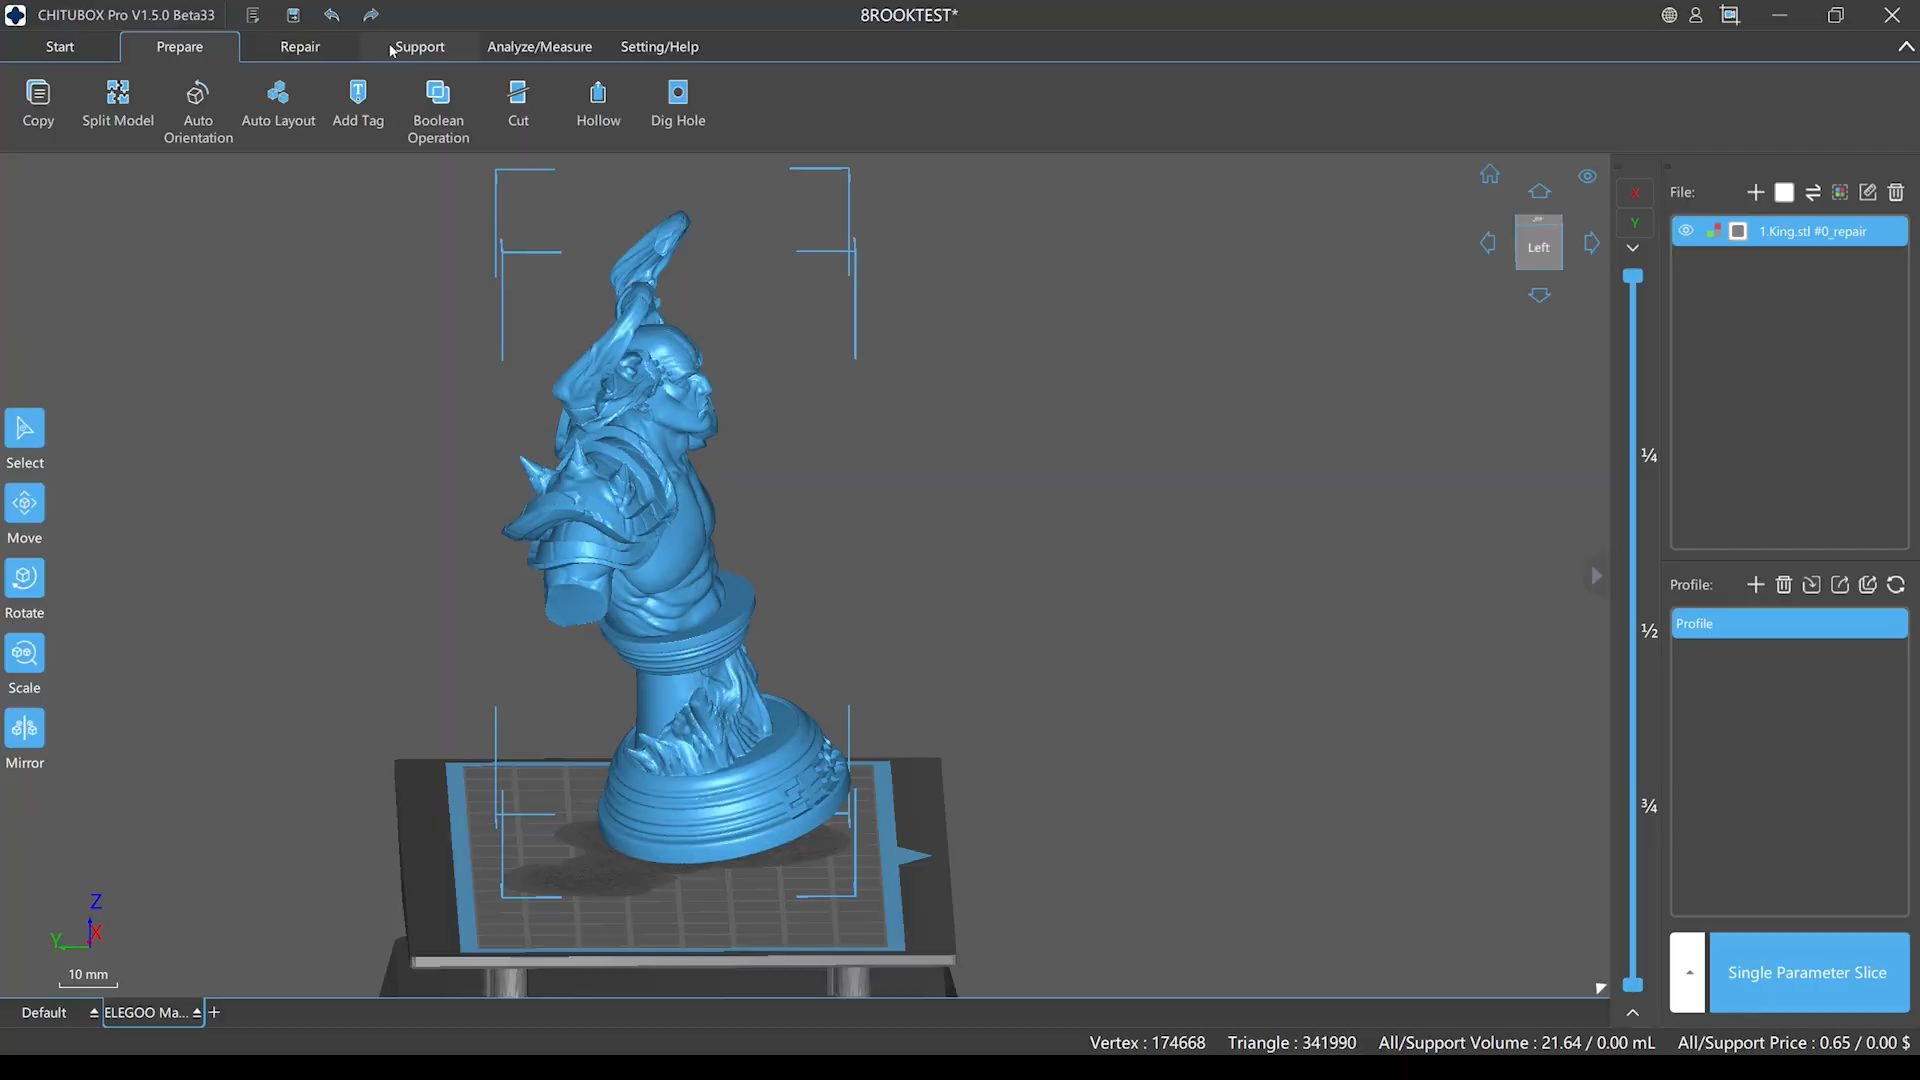 CHITUBOX Pro V1.5.0 Beta33
8ROOKTEST*
Start
Prepare
Repair
Support
Analyze/Measure
Setting/Help
Copy
Split Model
Auto Orientation
Auto Layout
Add Tag
Boolean Operation
Cut
Hollow
Dig Hole
Left
X
Y
File:
1.King.stl #0_repair
Select
Move
Rotate
Scale
Mirror
¼
½
¾
Profile:
Profile
Z
Y
X
10 mm
Single Parameter Slice
Default
ELEGOO Ma...
Vertex : 174668
Triangle : 341990
All/Support Volume : 21.64 / 0.00 mL
All/Support Price : 0.65 / 0.00 $